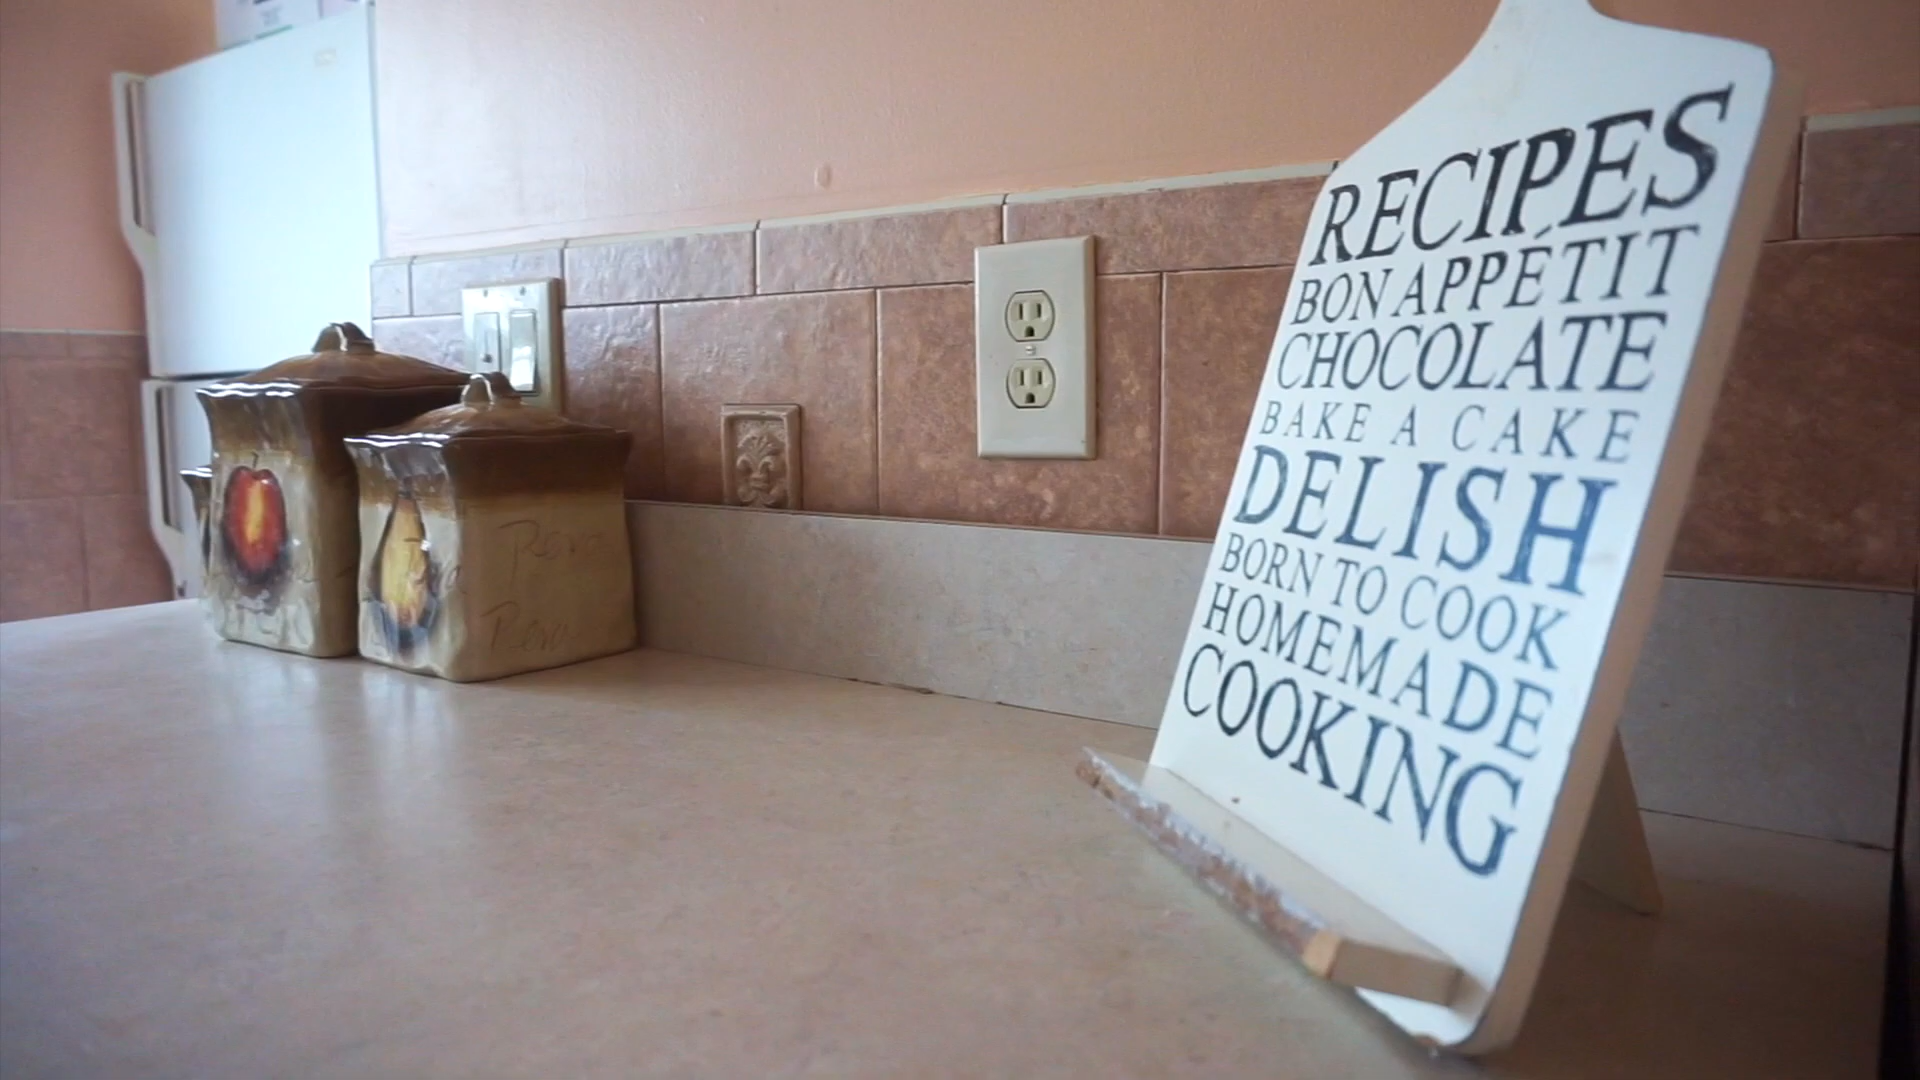 RECIPES
BON APPÉTIT
CHOCOLATE
BAKE A CAKE
DELISH
BORN TO COOK
HOMEMADE
COOKING